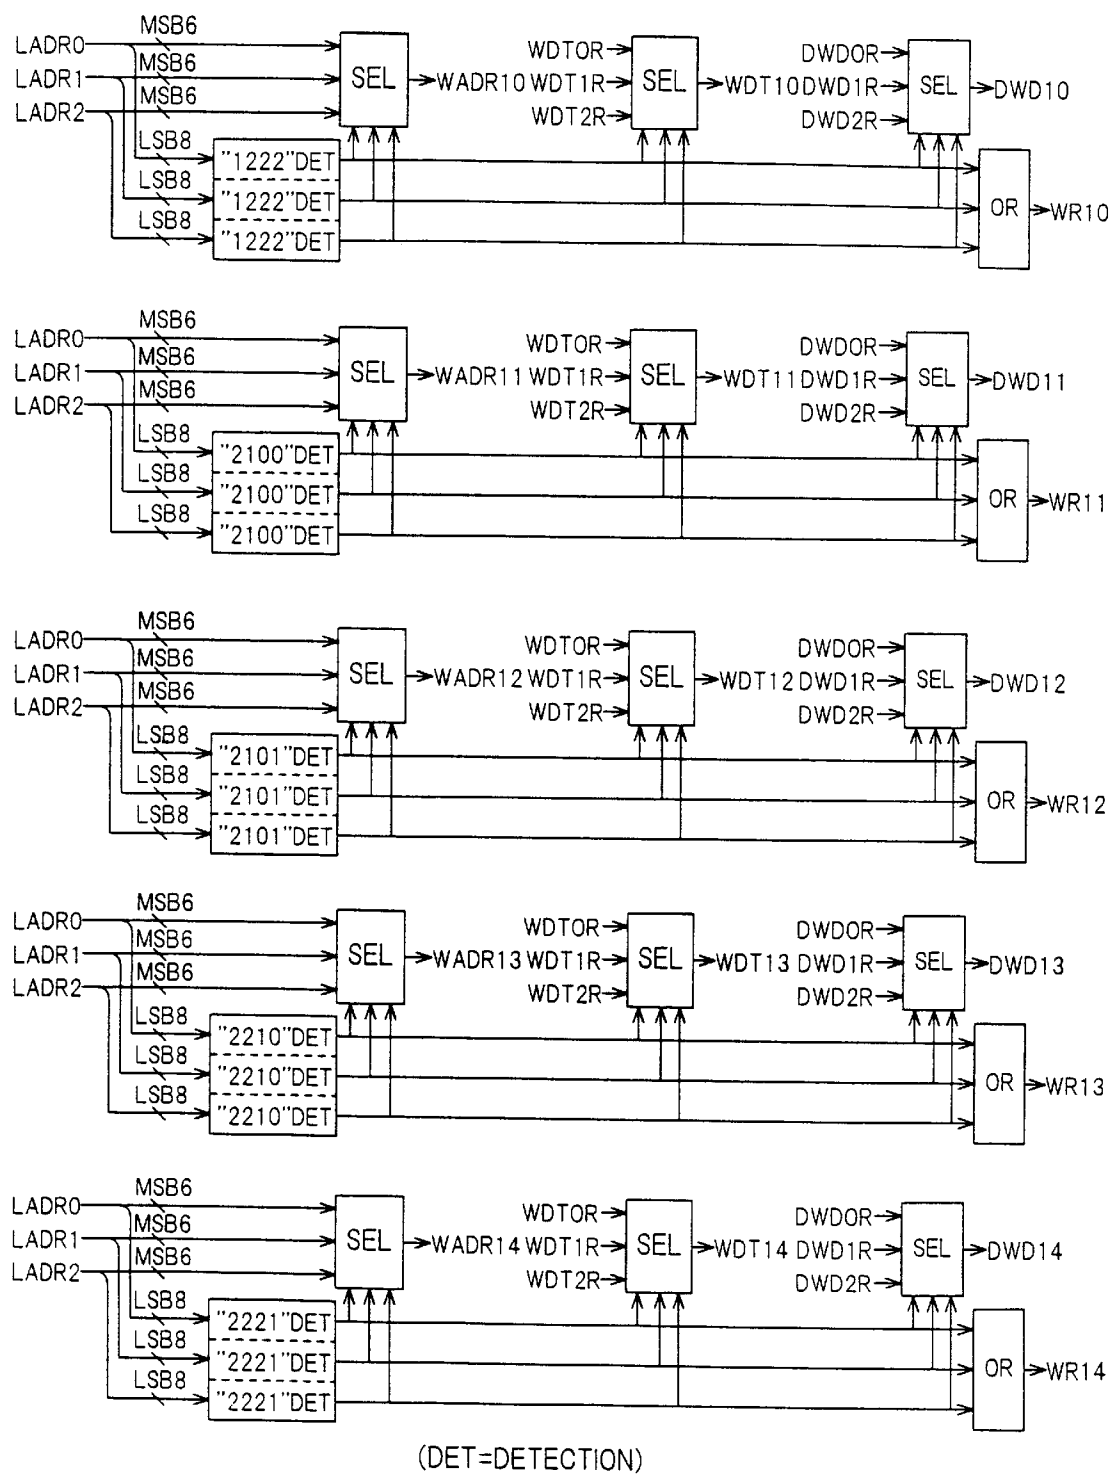 MSB6
LADR0
MSB6
LADR1
MSB6
LADR2
SEL
WADR10
WDT0R
WDT1R
WDT2R
SEL
WDT10
DWD0R
DWD1R
DWD2R
SEL
DWD10
LSB8
"1222"DET
LSB8
"1222"DET
LSB8
"1222"DET
OR
WR10
MSB6
LADR0
MSB6
LADR1
MSB6
LADR2
SEL
WADR11
WDT0R
WDT1R
WDT2R
SEL
WDT11
DWD0R
DWD1R
DWD2R
SEL
DWD11
LSB8
"2100"DET
LSB8
"2100"DET
LSB8
"2100"DET
OR
WR11
MSB6
LADR0
MSB6
LADR1
MSB6
LADR2
SEL
WADR12
WDT0R
WDT1R
WDT2R
SEL
WDT12
DWD0R
DWD1R
DWD2R
SEL
DWD12
LSB8
"2101"DET
LSB8
"2101"DET
LSB8
"2101"DET
OR
WR12
MSB6
LADR0
MSB6
LADR1
MSB6
LADR2
SEL
WADR13
WDT0R
WDT1R
WDT2R
SEL
WDT13
DWD0R
DWD1R
DWD2R
SEL
DWD13
LSB8
"2210"DET
LSB8
"2210"DET
LSB8
"2210"DET
OR
WR13
MSB6
LADR0
MSB6
LADR1
MSB6
LADR2
SEL
WADR14
WDT0R
WDT1R
WDT2R
SEL
WDT14
DWD0R
DWD1R
DWD2R
SEL
DWD14
LSB8
"2221"DET
LSB8
"2221"DET
LSB8
"2221"DET
OR
WR14
(DET=DETECTION)